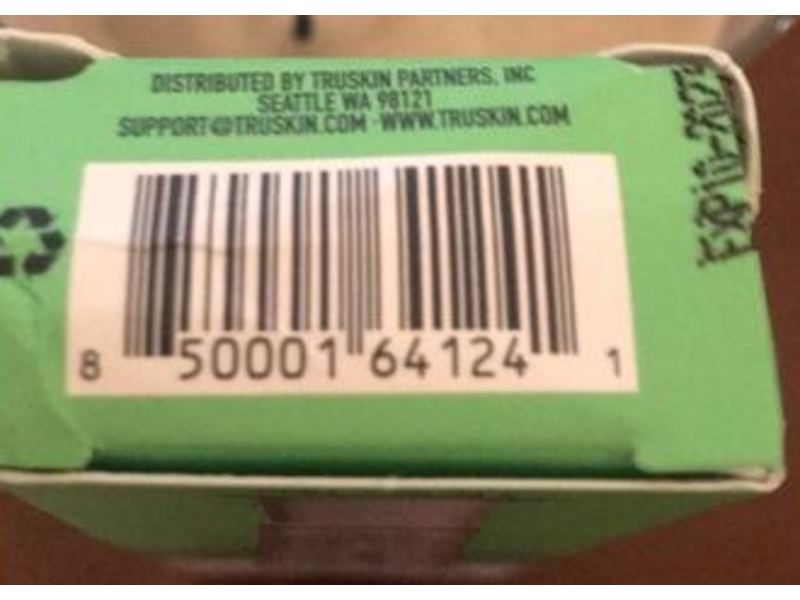 DISTRIBUTED BY TRUSKIN PARTNERS, INC
SEATTLE WA 98121
SUPPORT@TRUSKIN.COM · WWW.TRUSKIN.COM
8 50001 64124 1